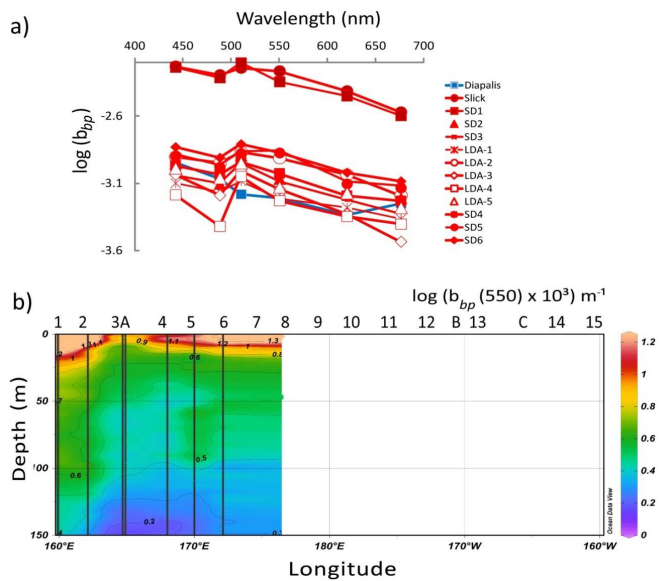 a)
Wavelength (nm)
400 450 500 550 600 650 700
log (bbp)
-2.6
-3.1
-3.6
Diapalis
Slick
SD1
SD2
SD3
LDA-1
LDA-2
LDA-3
LDA-4
LDA-5
SD4
SD5
SD6
b)
log (bbp (550) x 10³) m⁻¹
1 2 3A 4 5 6 7 8 9 10 11 12 B 13 C 14 15
Depth (m)
0
50
100
150
0.9
1.1
1
0.6
1.2
1
1.3
0.6
0.5
0.2
160°E 170°E 180°E 170°W 160°W
Longitude
1.2
1
0.8
0.6
0.4
0.2
0
Ocean Data View